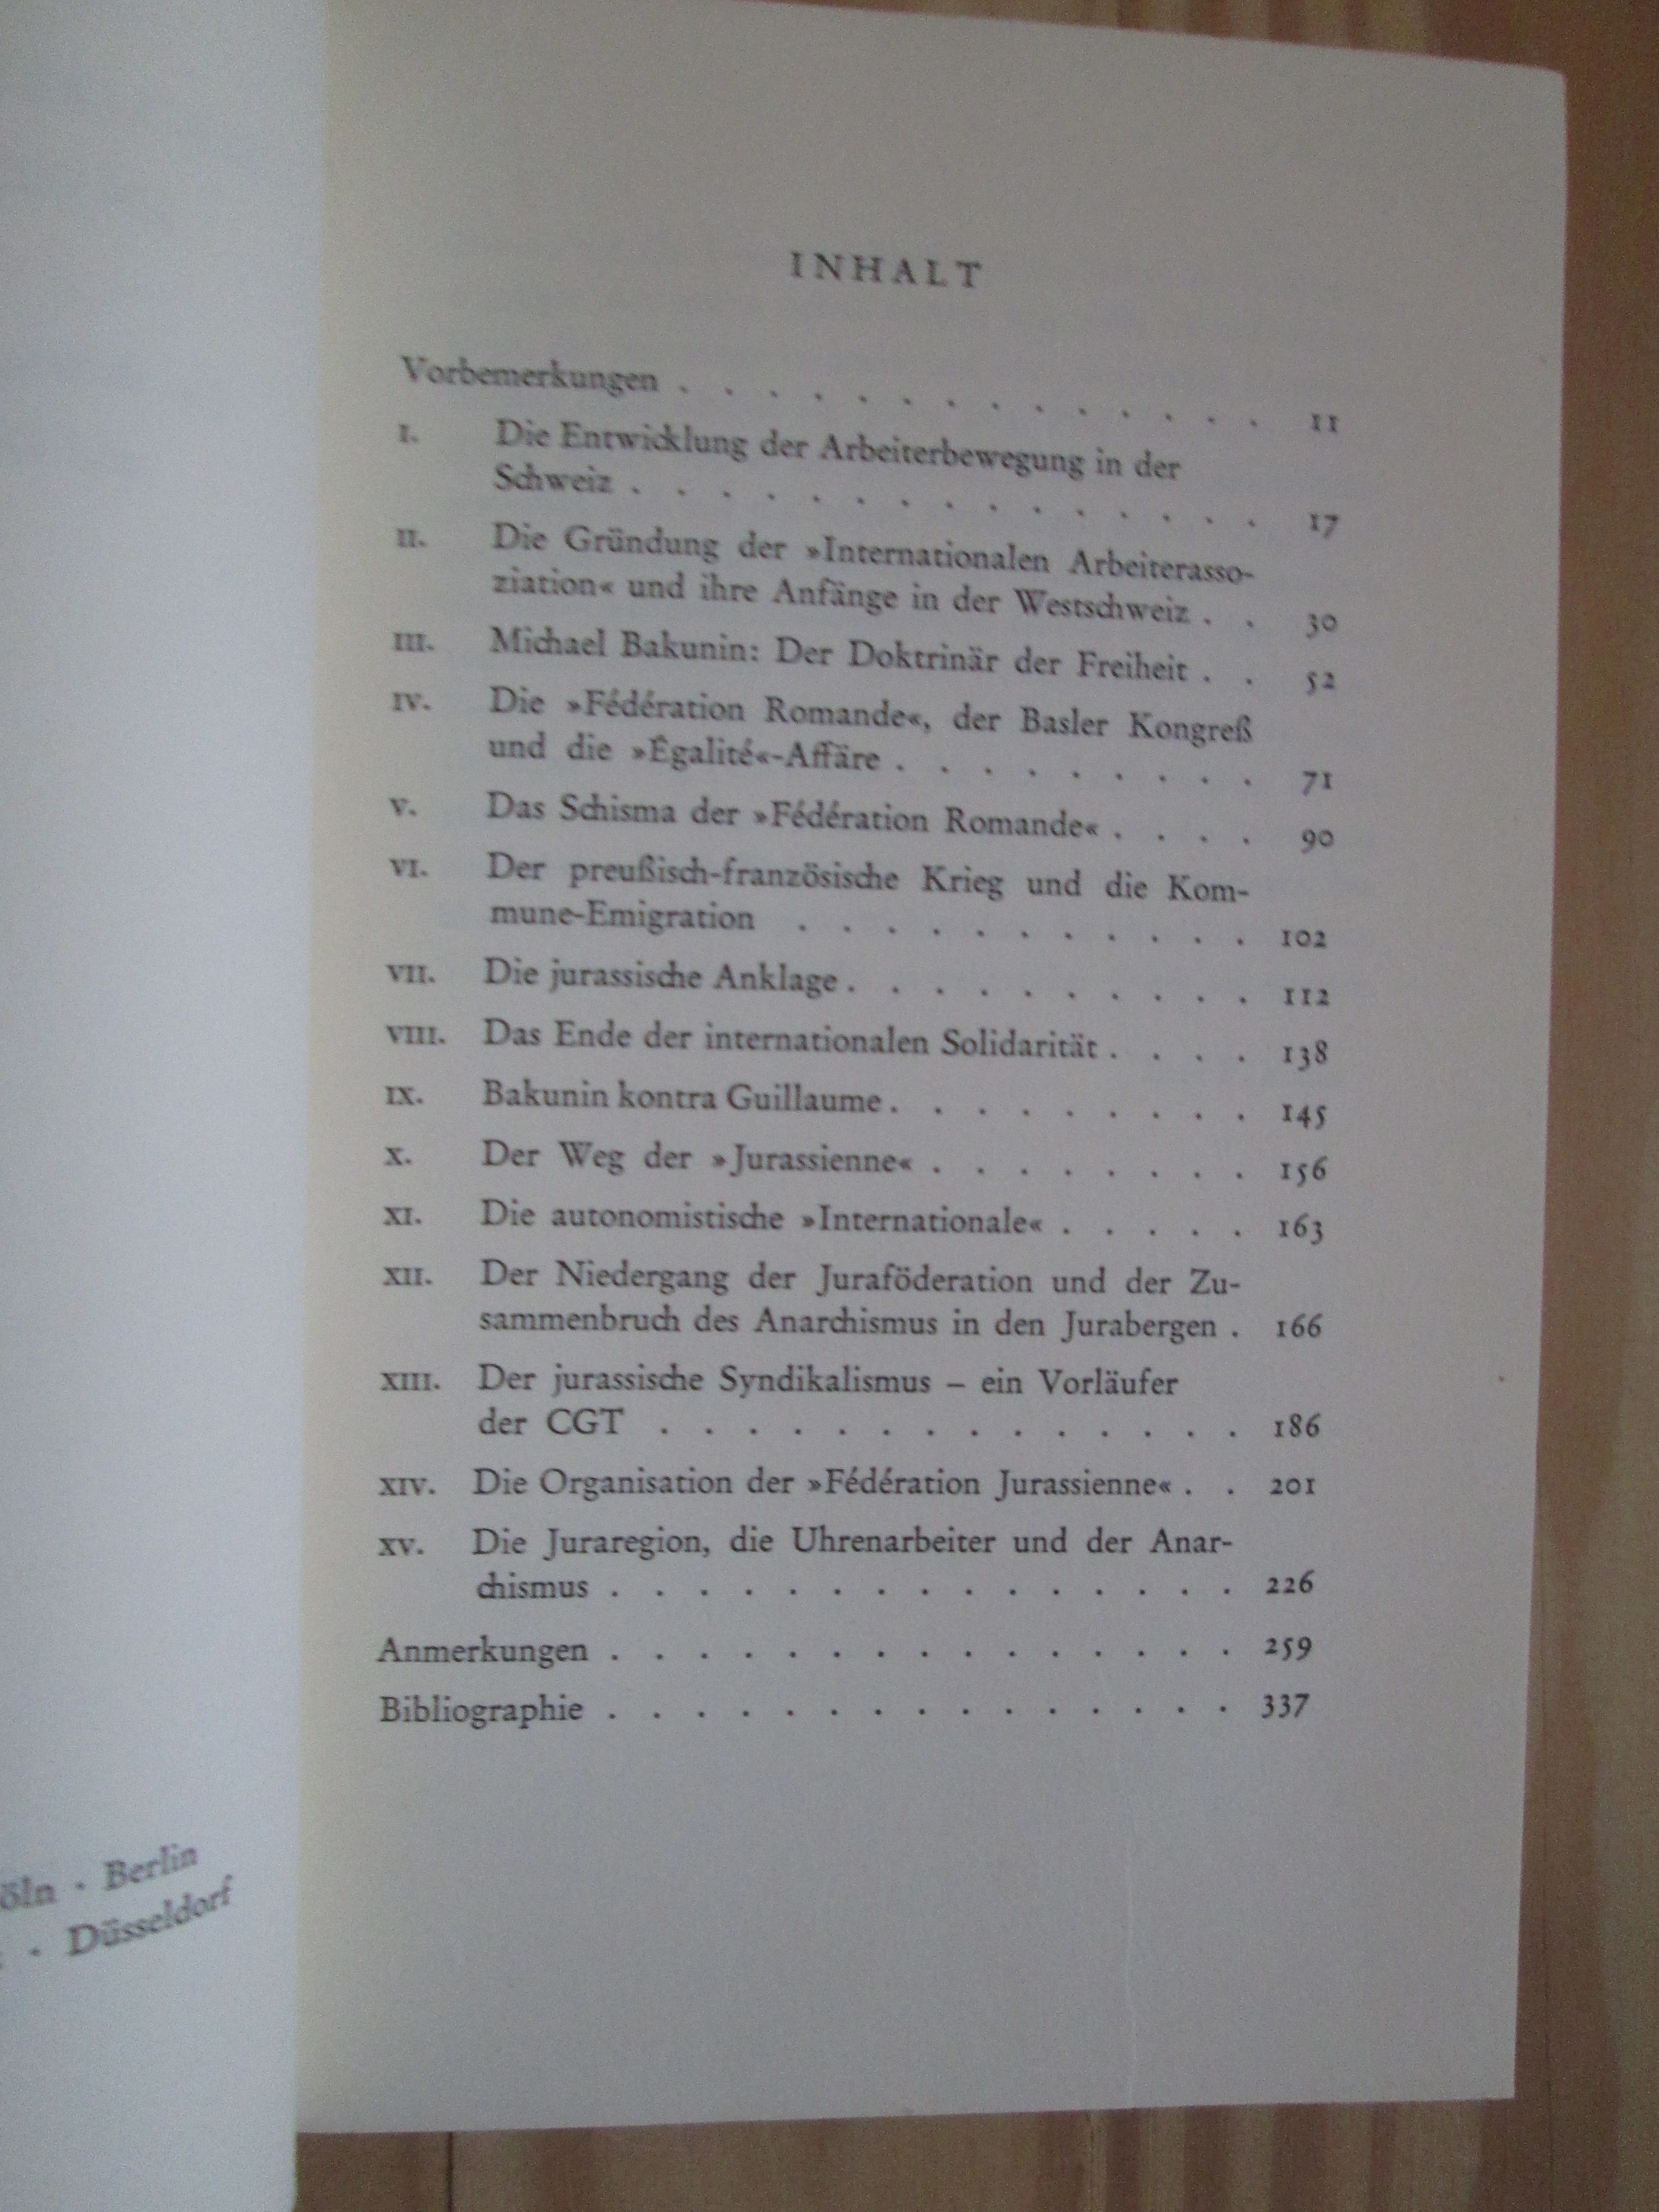 INHALT
Vorbemerkungen . . . . . . . . . . . . . . 11
I. Die Entwicklung der Arbeiterbewegung in der
Schweiz . . . . . . . . . . . . . . . 17
II. Die Gründung der »Internationalen Arbeiterasso-
ziation« und ihre Anfänge in der Westschweiz . . 30
III. Michael Bakunin: Der Doktrinär der Freiheit . . 52
IV. Die »Fédération Romande«, der Basler Kongreß
und die »Égalité«-Affäre . . . . . . . . . 71
V. Das Schisma der »Fédération Romande« . . . . 90
VI. Der preußisch-französische Krieg und die Kom-
mune-Emigration . . . . . . . . . . . 102
VII. Die jurassische Anklage . . . . . . . . . . 112
VIII. Das Ende der internationalen Solidarität . . . . 138
IX. Bakunin kontra Guillaume . . . . . . . . . 145
X. Der Weg der »Jurassienne« . . . . . . . . 156
XI. Die autonomistische »Internationale« . . . . . 163
XII. Der Niedergang der Juraföderation und der Zu-
sammenbruch des Anarchismus in den Jurabergen . 166
XIII. Der jurassische Syndikalismus – ein Vorläufer
der CGT . . . . . . . . . . . . . . 186
XIV. Die Organisation der »Fédération Jurassienne« . . 201
XV. Die Juraregion, die Uhrenarbeiter und der Anar-
chismus . . . . . . . . . . . . . . . 226
Anmerkungen . . . . . . . . . . . . . . . 259
Bibliographie . . . . . . . . . . . . . . . 337
öln · Berlin
· Düsseldorf